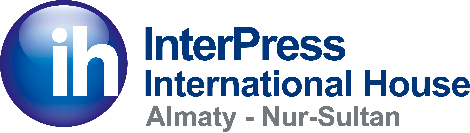 ih
InterPress
International House
Almaty - Nur-Sultan